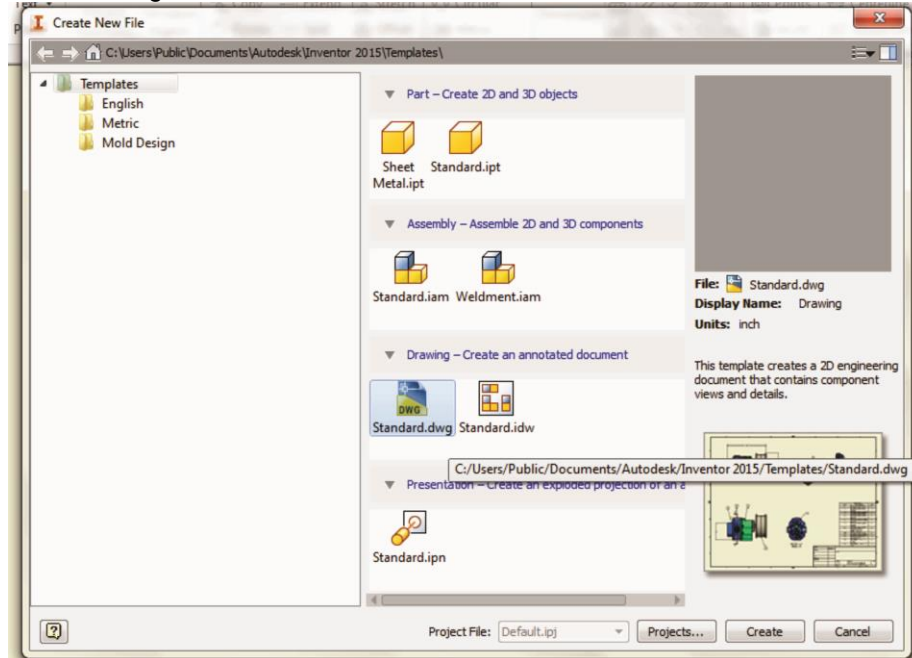 Create New File
C:\Users\Public\Documents\Autodesk\Inventor 2015\Templates\
Templates
English
Metric
Mold Design
Part – Create 2D and 3D objects
Sheet Metal.ipt
Standard.ipt
Assembly – Assemble 2D and 3D components
Standard.iam
Weldment.iam
Drawing – Create an annotated document
DWG
Standard.dwg
Standard.idw
C:/Users/Public/Documents/Autodesk/Inventor 2015/Templates/Standard.dwg
Presentation – Create an exploded projection of an a
Standard.ipn
File: Standard.dwg
Display Name: Drawing
Units: inch
This template creates a 2D engineering
document that contains component
views and details.
Project File: Default.ipj
Projects...
Create
Cancel